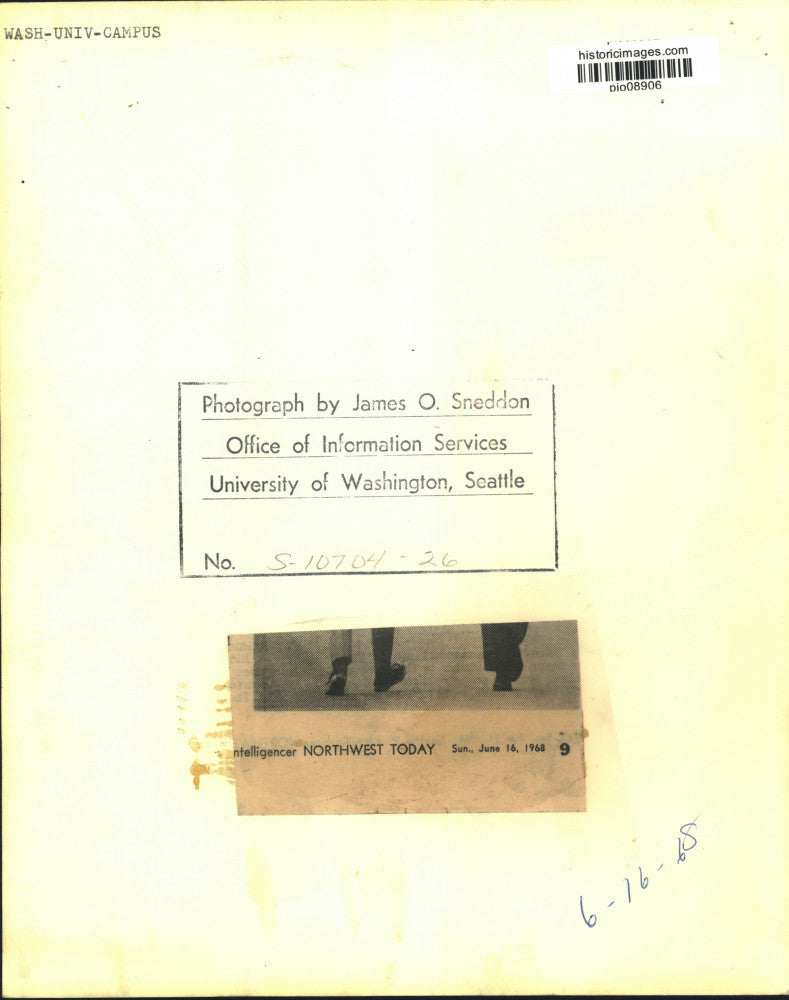 WASH-UNIV-CAMPUS
historicimages.com
pio08906
Photograph by James O. Sneddon
Office of Information Services
University of Washington, Seattle
No. S-10704-26
ntelligencer NORTHWEST TODAY Sun., June 16, 1968 9
6-16-68